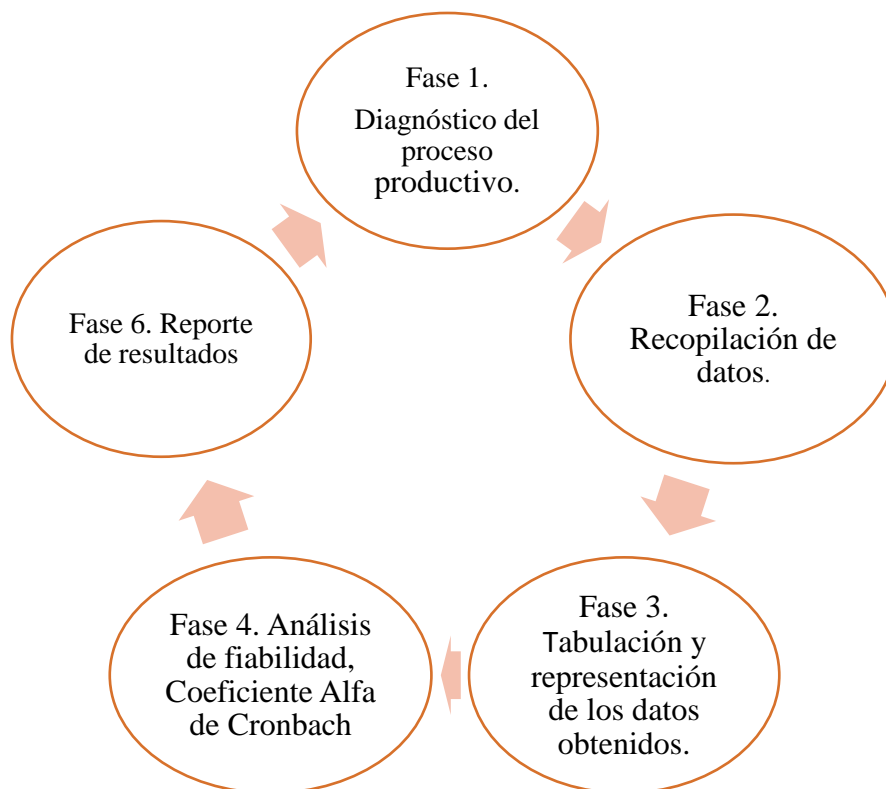 Fase 1.
Diagnóstico del
proceso
productivo.
Fase 2.
Recopilación de
datos.
Fase 3.
Tabulación y
representación
de los datos
obtenidos.
Fase 4. Análisis
de fiabilidad,
Coeficiente Alfa
de Cronbach
Fase 6. Reporte
de resultados